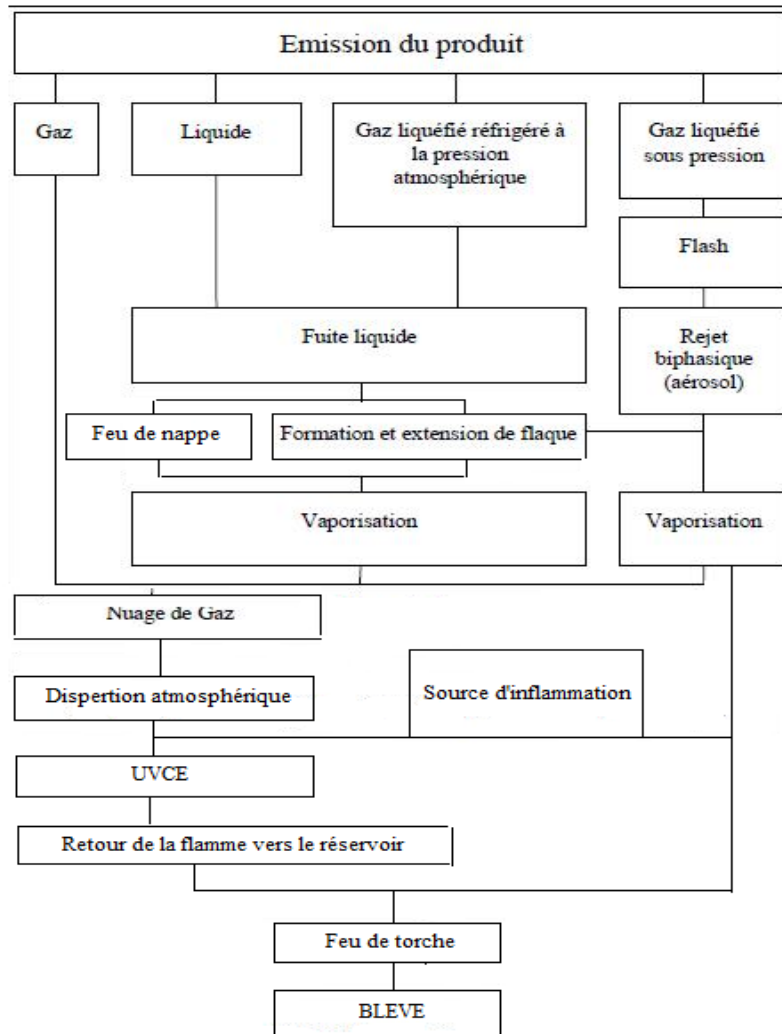 Emission du produit
Gaz
Liquide
Gaz liquéfié réfrigéré à
la pression
atmosphérique
Gaz liquéfié
sous pression
Flash
Fuite liquide
Rejet
biphasique
(aérosol)
Feu de nappe
Formation et extension de flaque
Vaporisation
Vaporisation
Nuage de Gaz
Dispertion atmosphérique
Source d'inflammation
UVCE
Retour de la flamme vers le réservoir
Feu de torche
BLEVE